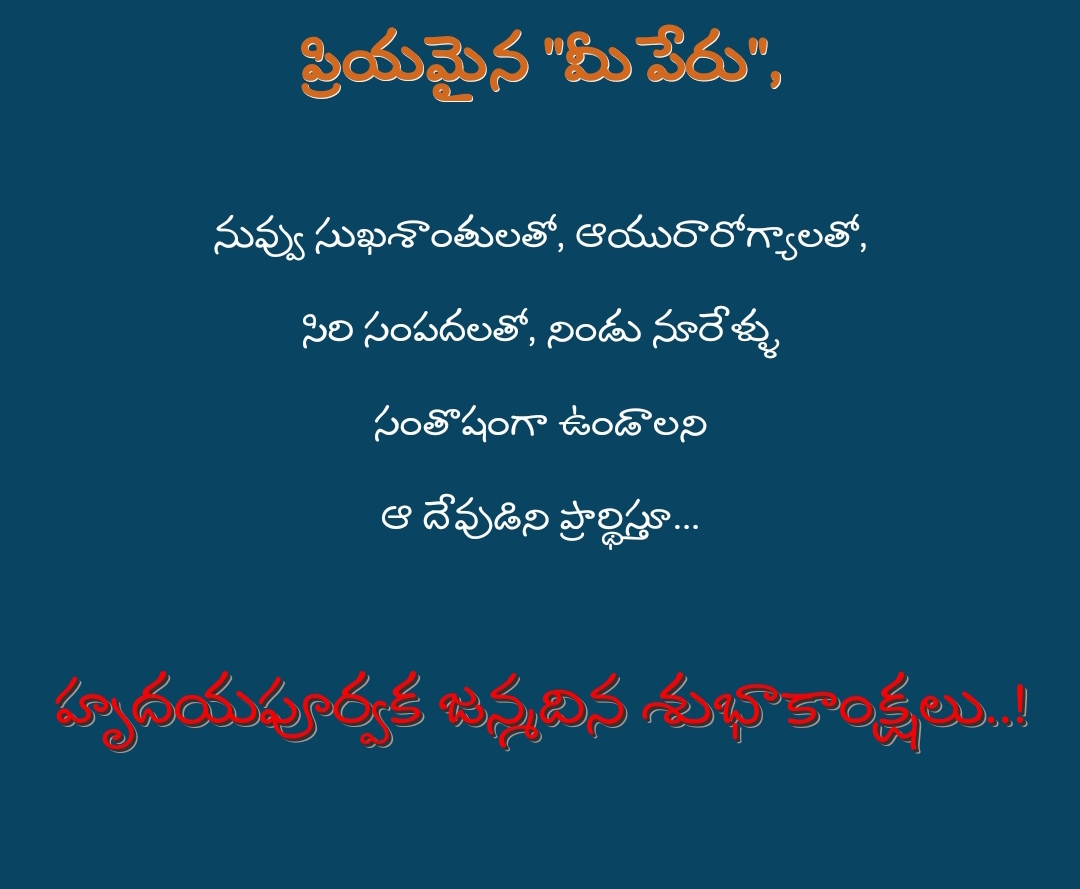 ప్రియమైన "మీ పేరు",
నువ్వు సుఖశాంతులతో, ఆయురారోగ్యాలతో,
సిరి సంపదలతో, నిండు నూరేళ్ళు
సంతొషంగా ఉండాలని
ఆ దేవుడిని ప్రార్థిస్తూ...
హృదయపూర్వక జన్మదిన శుభాకాంక్షలు..!